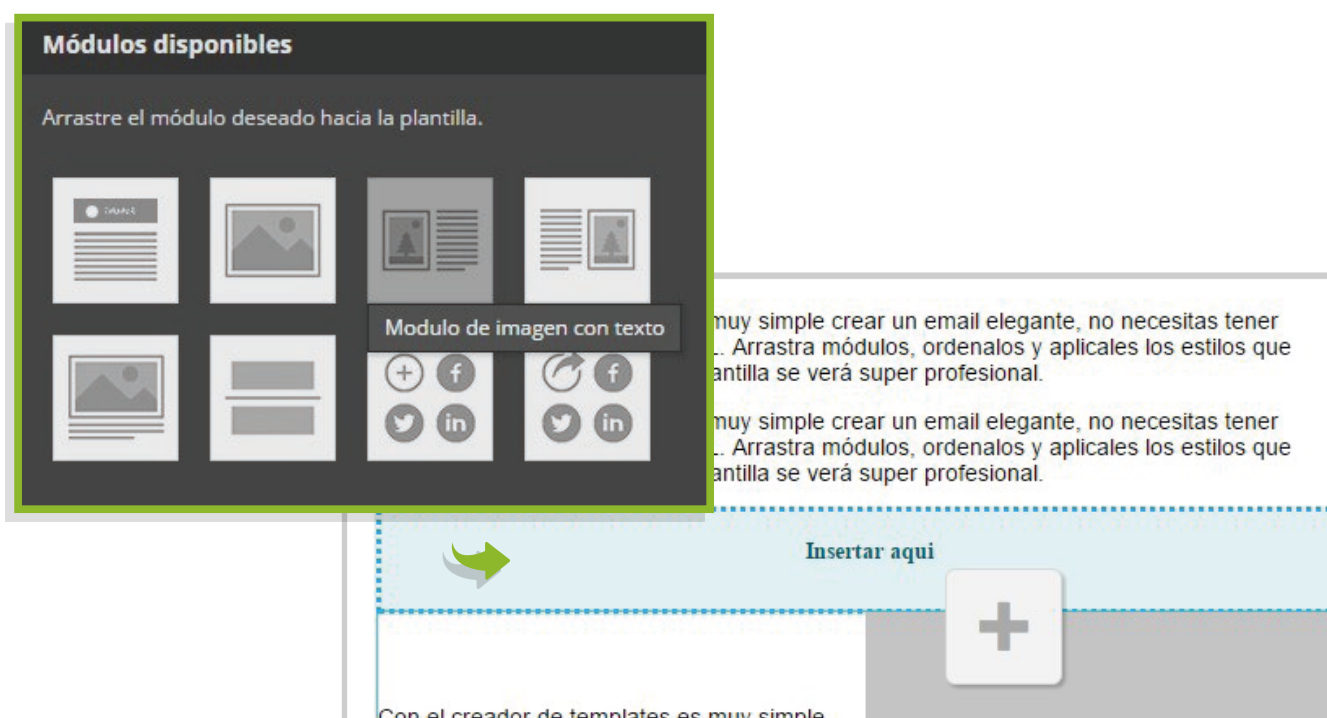 Módulos disponibles
Arrastre el módulo deseado hacia la plantilla.
Modulo de imagen con texto
muy simple crear un email elegante, no necesitas tener
. Arrastra módulos, ordenalos y aplicales los estilos que
antilla se verá super profesional.
muy simple crear un email elegante, no necesitas tener
. Arrastra módulos, ordenalos y aplicales los estilos que
antilla se verá super profesional.
Insertar aqui
Con el creador de templates es muy simple